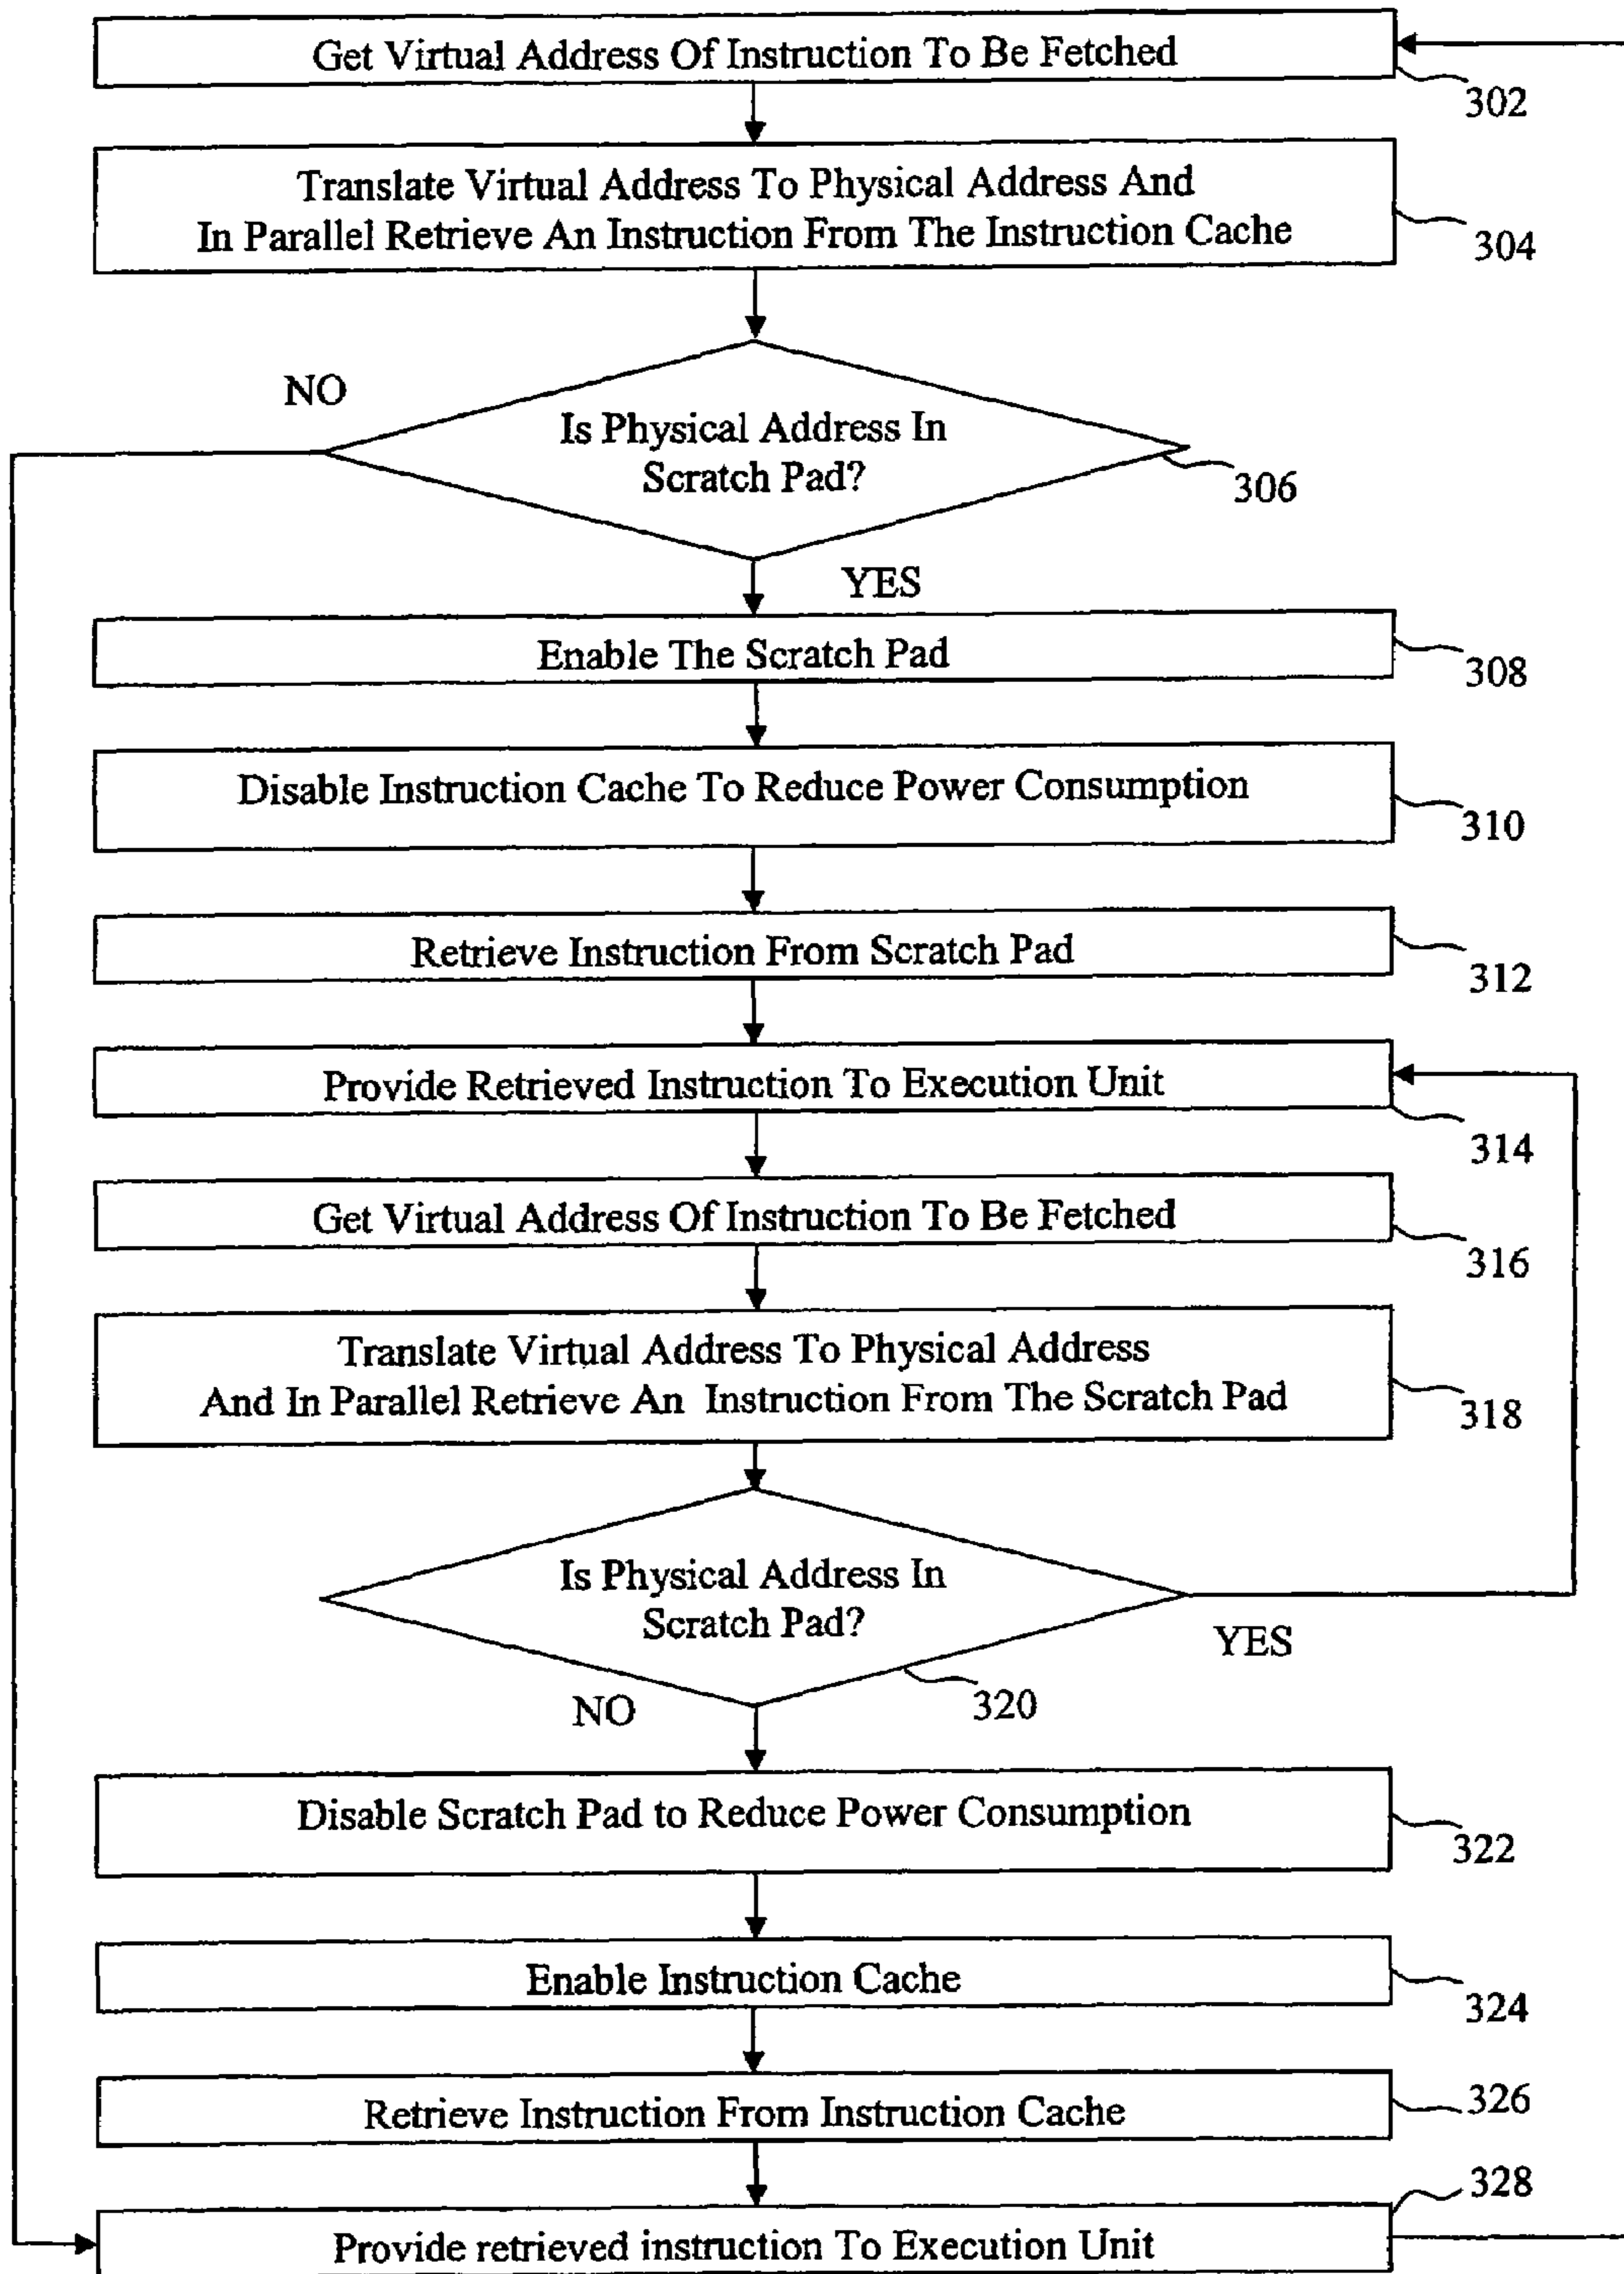 Get Virtual Address Of Instruction To Be Fetched
302
Translate Virtual Address To Physical Address And
In Parallel Retrieve An Instruction From The Instruction Cache
304
NO
Is Physical Address In
Scratch Pad?
306
YES
Enable The Scratch Pad
308
Disable Instruction Cache To Reduce Power Consumption
310
Retrieve Instruction From Scratch Pad
312
Provide Retrieved Instruction To Execution Unit
314
Get Virtual Address Of Instruction To Be Fetched
316
Translate Virtual Address To Physical Address
And In Parallel Retrieve An Instruction From The Scratch Pad
318
Is Physical Address In
Scratch Pad?
YES
320
NO
Disable Scratch Pad to Reduce Power Consumption
322
Enable Instruction Cache
324
Retrieve Instruction From Instruction Cache
326
328
Provide retrieved instruction To Execution Unit